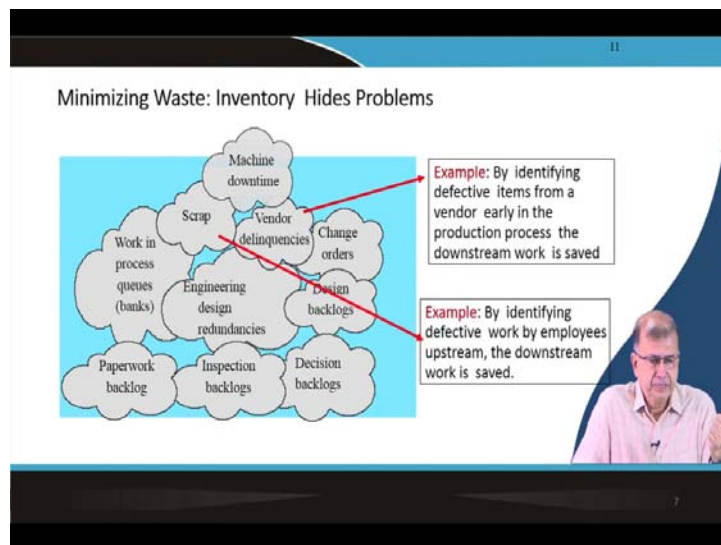 11
Minimizing Waste: Inventory Hides Problems
Machine
downtime
Scrap
Vendor
delinquencies
Change
orders
Work in
process
queues
(banks)
Engineering
design
redundancies
Design
backlogs
Paperwork
backlog
Inspection
backlogs
Decision
backlogs
Example: By identifying
defective items from a
vendor early in the
production process the
downstream work is saved
Example: By identifying
defective work by employees
upstream, the downstream
work is saved.
7